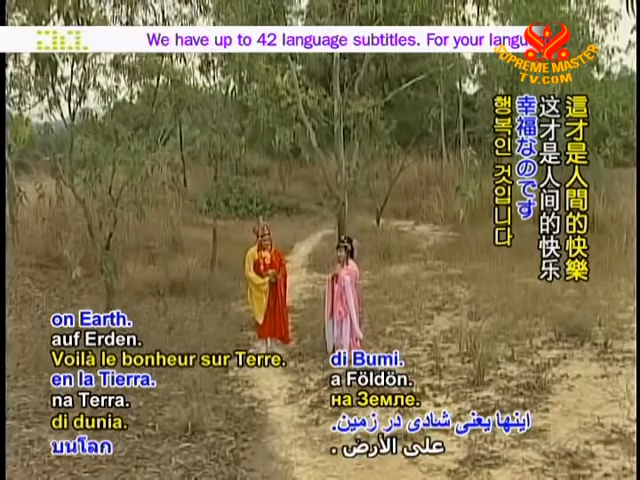 We have up to 42 language subtitles. For your langu
SUPREME MASTER
TV.COM
這才是人間的快樂
这才是人间的快乐
幸福なのです
행복인 것입니다
on Earth.
auf Erden.
Voilà le bonheur sur Terre.
en la Tierra.
na Terra.
di dunia.
บนโลก
di Bumi.
a Földön.
на Земле.
اینها یعنی شادی در زمین.
على الأرض .